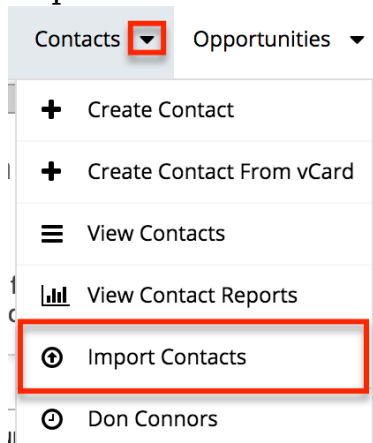 Contacts Opportunities
Create Contact
Create Contact From vCard
View Contacts
View Contact Reports
Import Contacts
Don Connors